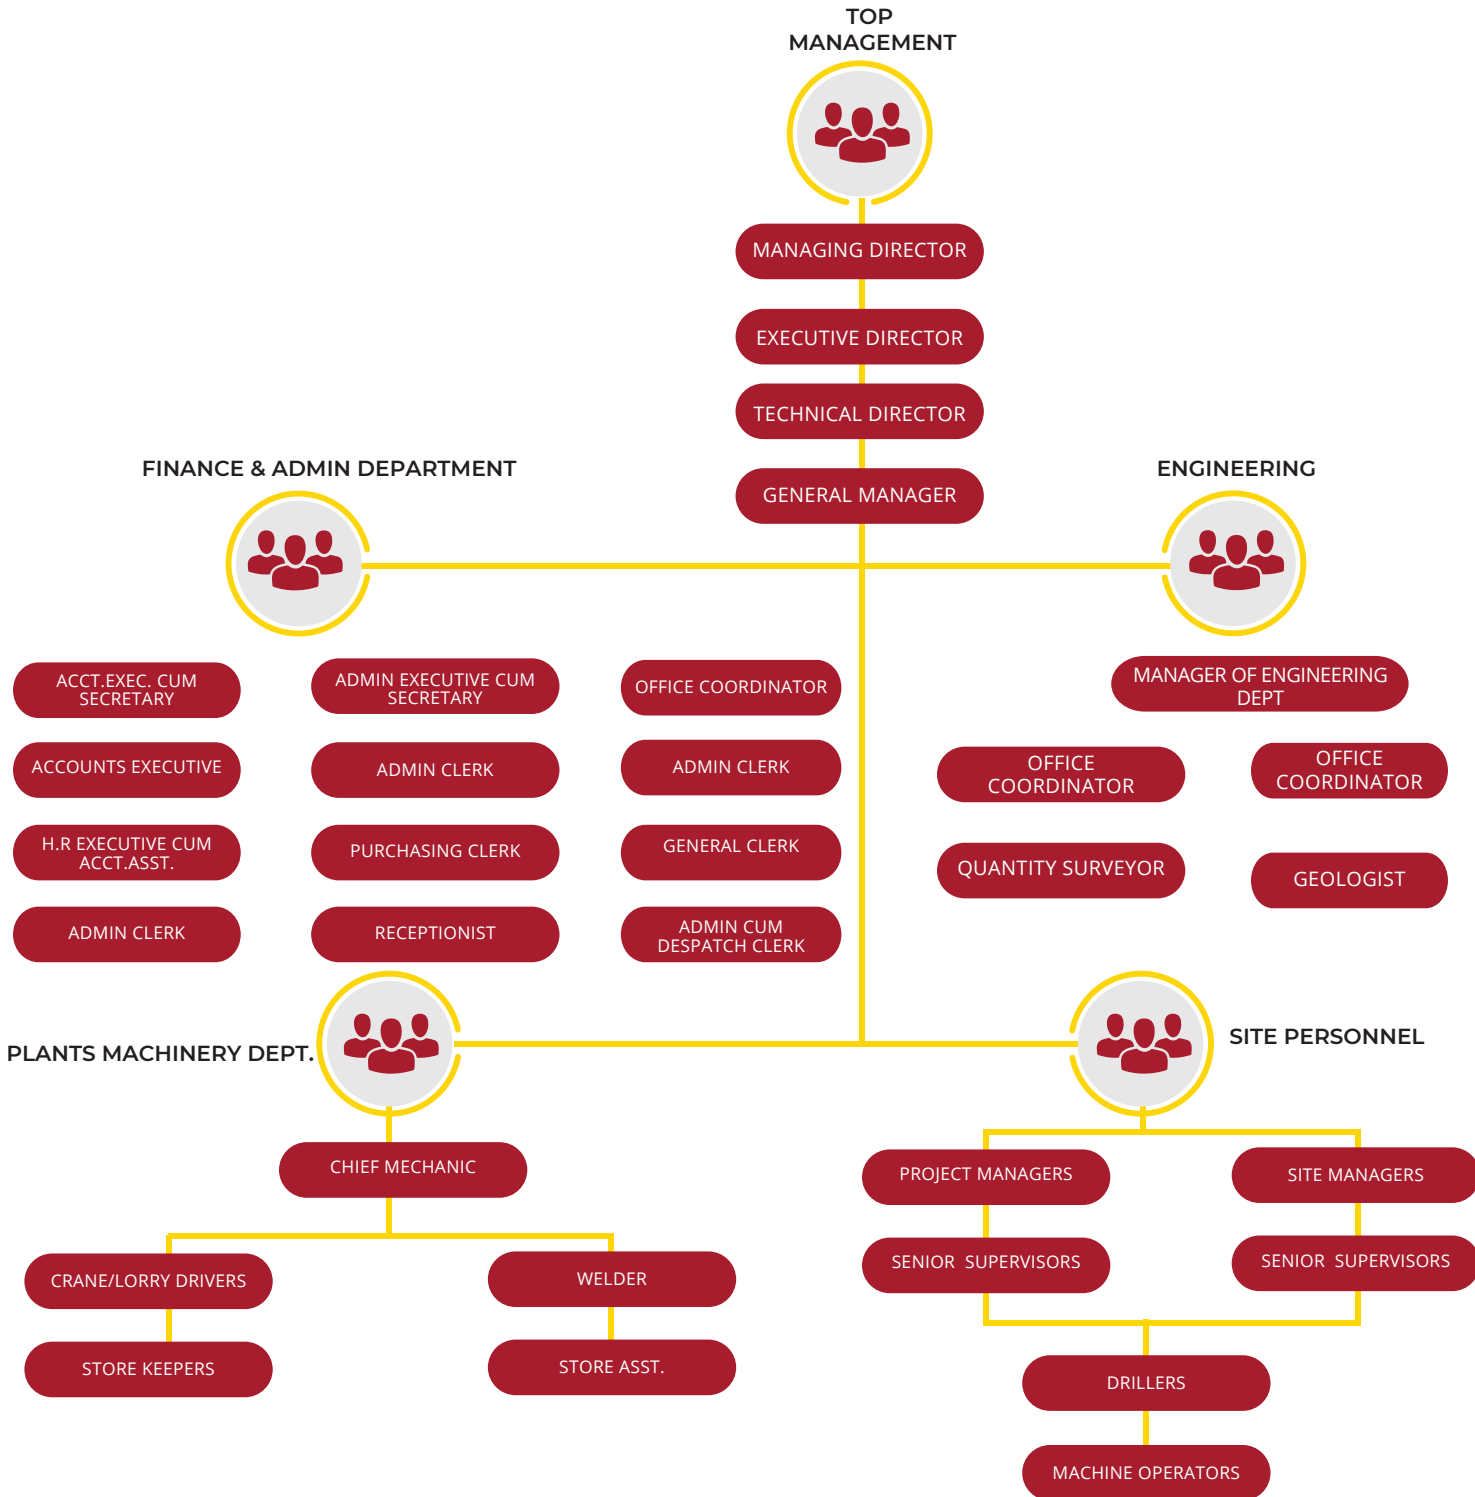 TOP
MANAGEMENT
MANAGING DIRECTOR
EXECUTIVE DIRECTOR
TECHNICAL DIRECTOR
GENERAL MANAGER
FINANCE & ADMIN DEPARTMENT
ACCT.EXEC. CUM
SECRETARY
ADMIN EXECUTIVE CUM
SECRETARY
OFFICE COORDINATOR
ACCOUNTS EXECUTIVE
ADMIN CLERK
ADMIN CLERK
H.R EXECUTIVE CUM
ACCT.ASST.
PURCHASING CLERK
GENERAL CLERK
ADMIN CLERK
RECEPTIONIST
ADMIN CUM
DESPATCH CLERK
ENGINEERING
MANAGER OF ENGINEERING
DEPT
OFFICE
COORDINATOR
OFFICE
COORDINATOR
QUANTITY SURVEYOR
GEOLOGIST
PLANTS MACHINERY DEPT.
CHIEF MECHANIC
CRANE/LORRY DRIVERS
WELDER
STORE KEEPERS
STORE ASST.
SITE PERSONNEL
PROJECT MANAGERS
SITE MANAGERS
SENIOR  SUPERVISORS
SENIOR  SUPERVISORS
DRILLERS
MACHINE OPERATORS